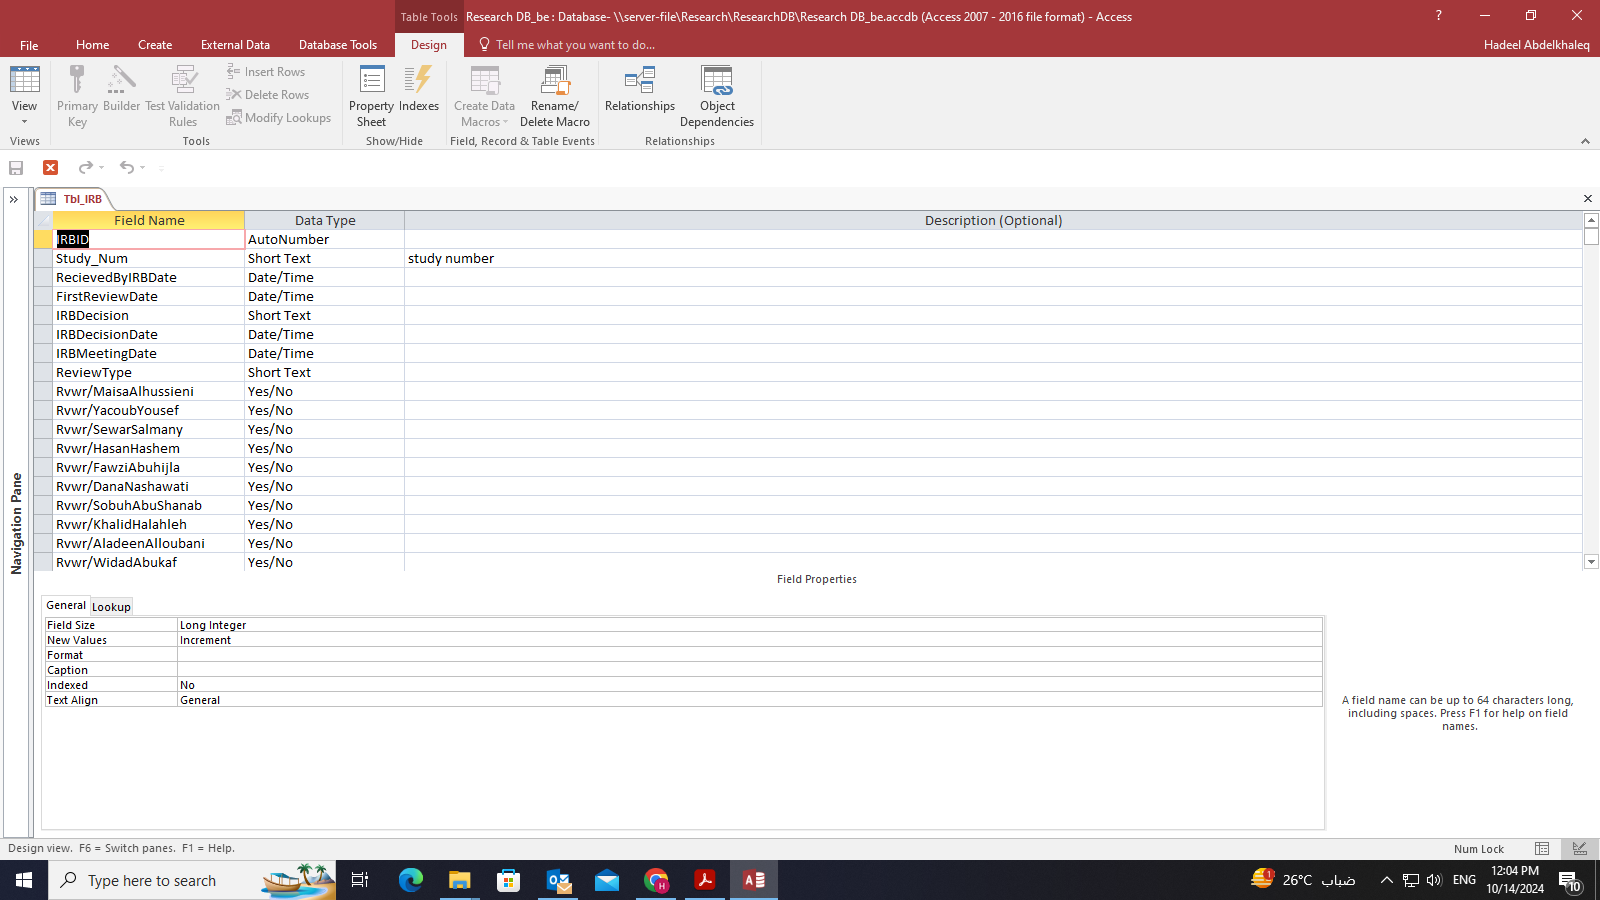 Table Tools
Research DB_be : Database- \\server-file\Research\ResearchDB\Research DB_be.accdb (Access 2007 - 2016 file format) - Access
?
File
Home
Create
External Data
Database Tools
Design
Tell me what you want to do...
Hadeel Abdelkhaleq
View
Primary Key
Builder
Test Validation Rules
Insert Rows
Delete Rows
Modify Lookups
Property Sheet
Indexes
Create Data Macros
Rename/ Delete Macro
Relationships
Object Dependencies
Views
Tools
Show/Hide
Field, Record & Table Events
Relationships
Tbl_IRB
Navigation Pane
Field Name Data Type Description (Optional)
IRBID AutoNumber
Study_Num Short Text study number
RecievedByIRBDate Date/Time
FirstReviewDate Date/Time
IRBDecision Short Text
IRBDecisionDate Date/Time
IRBMeetingDate Date/Time
ReviewType Short Text
Rvwr/MaisaAlhussieni Yes/No
Rvwr/YacoubYousef Yes/No
Rvwr/SewarSalmany Yes/No
Rvwr/HasanHashem Yes/No
Rvwr/FawziAbuhijla Yes/No
Rvwr/DanaNashawati Yes/No
Rvwr/SobuhAbuShanab Yes/No
Rvwr/KhalidHalahleh Yes/No
Rvwr/AladeenAlloubani Yes/No
Rvwr/WidadAbukaf Yes/No
Field Properties
General Lookup
Field Size Long Integer
New Values Increment
Format
Caption
Indexed No
Text Align General
A field name can be up to 64 characters long,
including spaces. Press F1 for help on field
names.
Design view. F6 = Switch panes. F1 = Help.
Num Lock
Type here to search
1
26°C ضباب
ENG
12:04 PM
10/14/2024
10